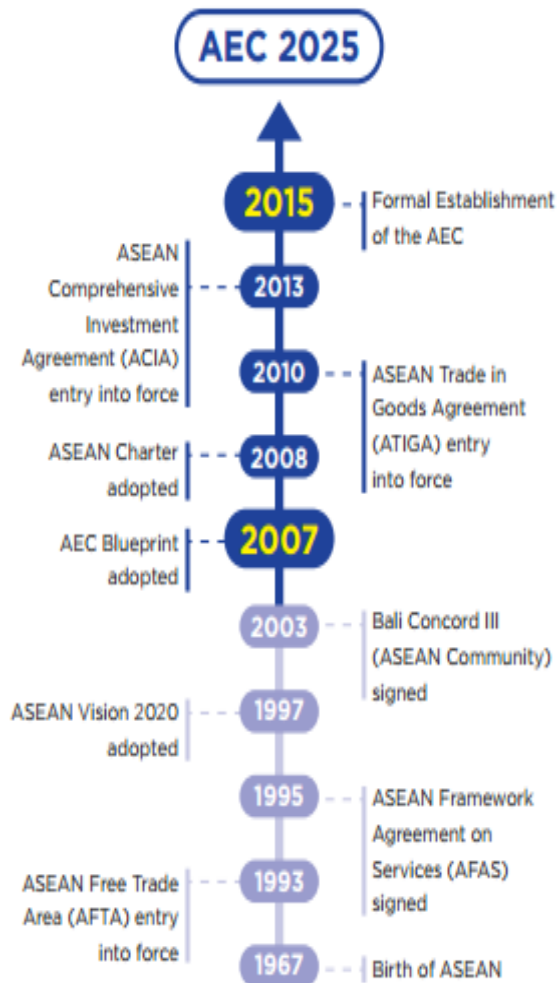 AEC 2025
2015
Formal Establishment
of the AEC
ASEAN
Comprehensive
Investment
Agreement (ACIA)
entry into force
2013
2010
ASEAN Trade in
Goods Agreement
(ATIGA) entry
into force
ASEAN Charter
adopted
2008
AEC Blueprint
adopted
2007
2003
Bali Concord III
(ASEAN Community)
signed
ASEAN Vision 2020
adopted
1997
1995
ASEAN Framework
Agreement on
Services (AFAS)
signed
ASEAN Free Trade
Area (AFTA) entry
into force
1993
1967
Birth of ASEAN